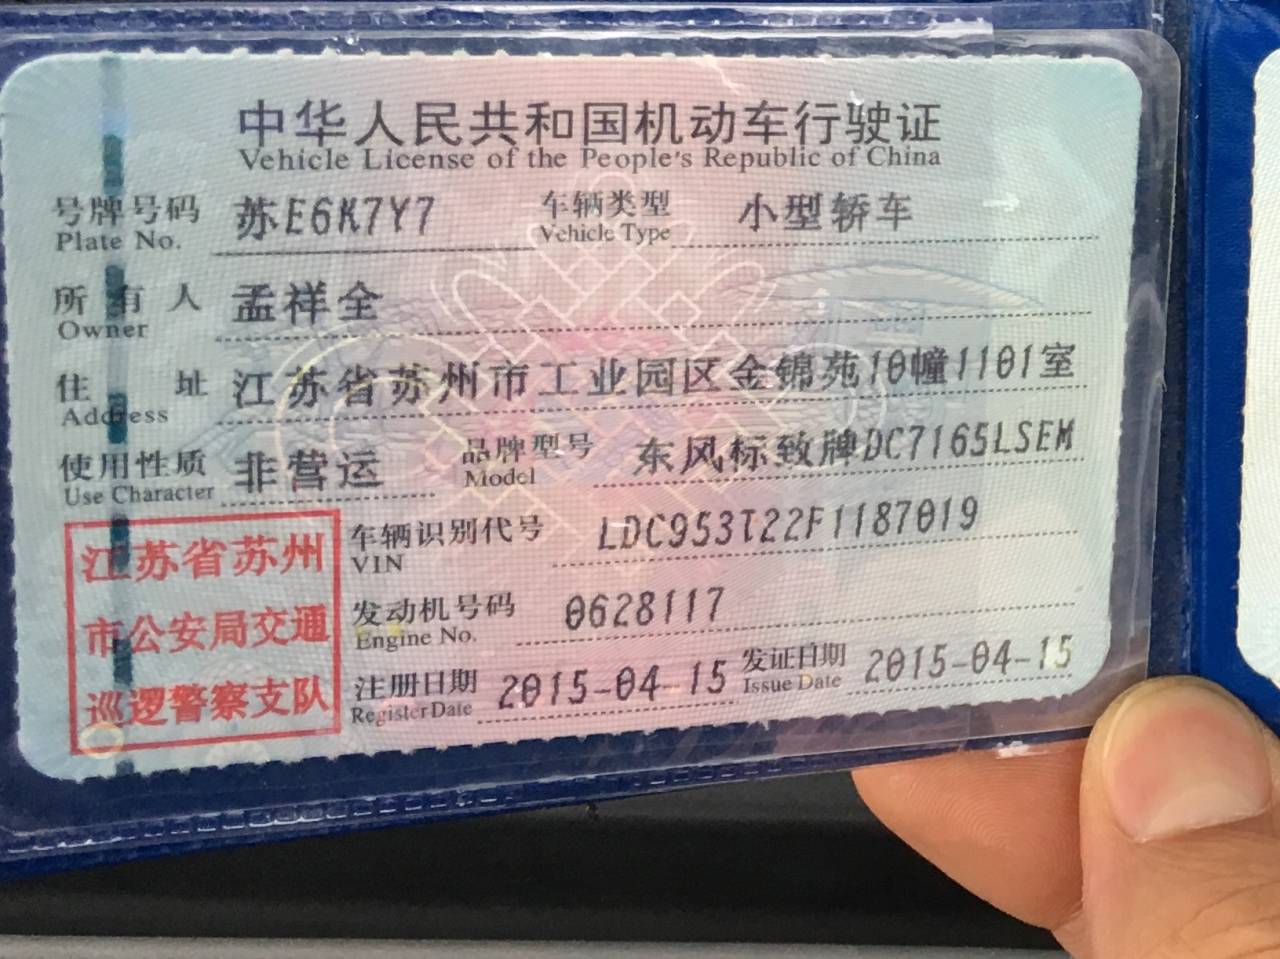 中华人民共和国机动车行驶证
Vehicle License of the People's Republic of China
号牌号码 苏E6K7Y7 车辆类型 小型轿车
Plate No. Vehicle Type
所有人 孟祥全
Owner
住址 江苏省苏州市工业园区金锦苑10幢1101室
Address
使用性质 非营运 品牌型号 东风标致牌DC7165LSEM
Use Character Model
车辆识别代号 LDC953T22F1187019
VIN
发动机号码 0628117
Engine No.
注册日期 2015-04-15 发证日期 2015-04-15
Register Date Issue Date
江苏省苏州
市公安局交通
巡逻警察支队